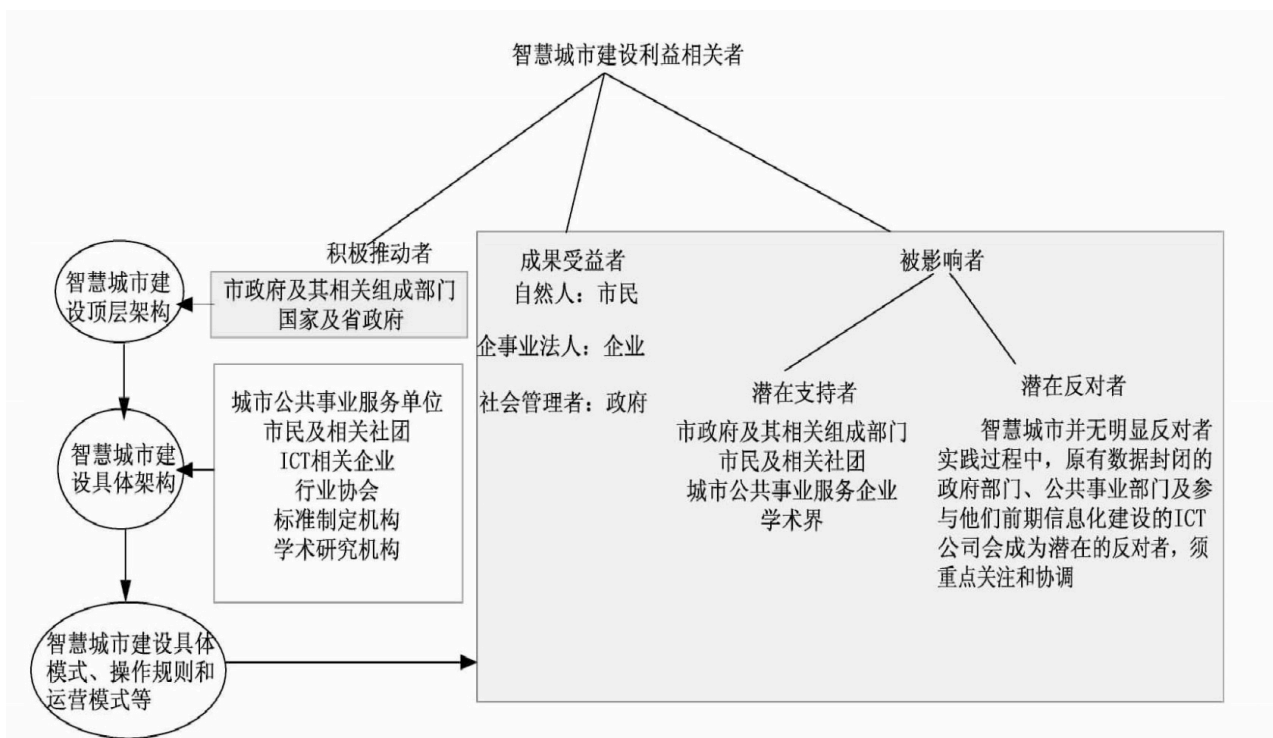 智慧城市建设利益相关者
积极推动者
成果受益者
被影响者
智慧城市建
设顶层架构
市政府及其相关组成部门
国家及省政府
自然人：市民
企事业法人：企业
社会管理者：政府
潜在支持者
潜在反对者
城市公共事业服务单位
市民及相关社团
ICT相关企业
行业协会
标准制定机构
学术研究机构
智慧城市建
设具体架构
市政府及其相关组成部门
市民及相关社团
城市公共事业服务企业
学术界
智慧城市并无明显反对者
实践过程中，原有数据封闭的
政府部门、公共事业部门及参
与他们前期信息化建设的ICT
公司会成为潜在的反对者，须
重点关注和协调
智慧城市建设具体
模式、操作规则和
运营模式等